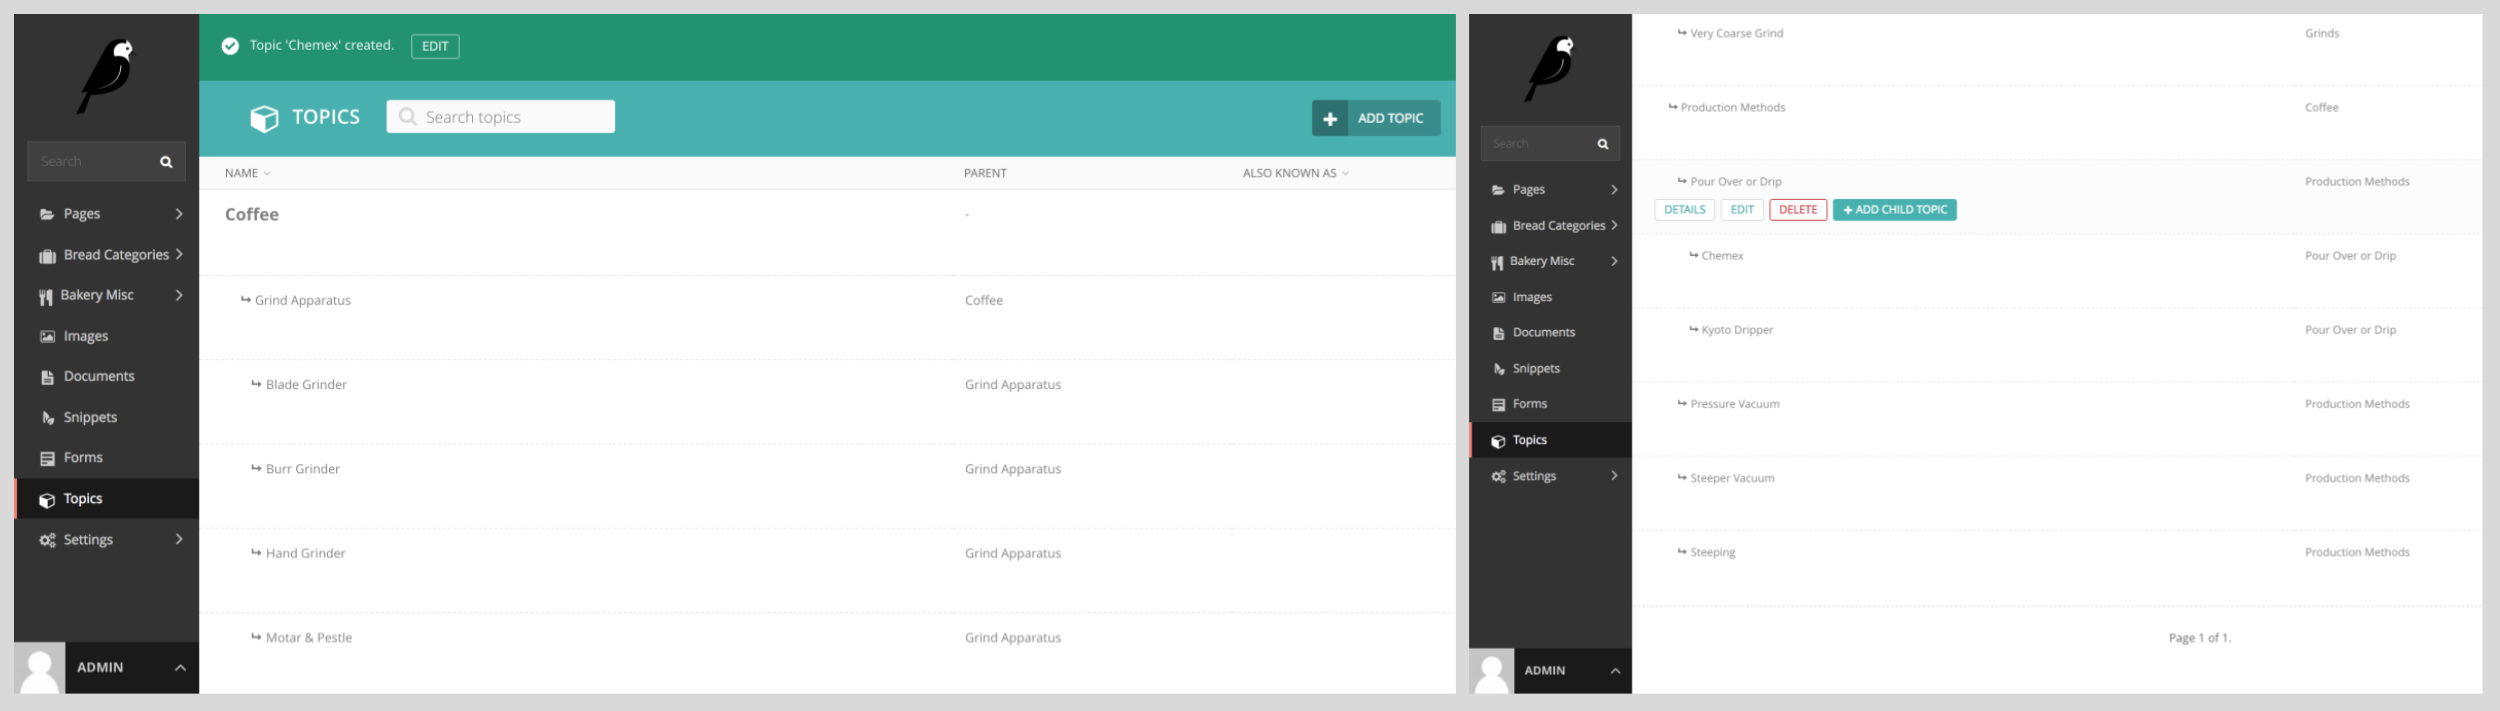 Topic 'Chemex' created. EDIT
TOPICS Search topics + ADD TOPIC
Search
Pages
Bread Categories
Bakery Misc
Images
Documents
Snippets
Forms
Topics
Settings
ADMIN
NAME PARENT ALSO KNOWN AS
Coffee -
Grind Apparatus Coffee
Blade Grinder Grind Apparatus
Burr Grinder Grind Apparatus
Hand Grinder Grind Apparatus
Motar & Pestle Grind Apparatus
Search
Pages
Bread Categories
Bakery Misc
Images
Documents
Snippets
Forms
Topics
Settings
ADMIN
Very Coarse Grind Grinds
Production Methods Coffee
Pour Over or Drip Production Methods
DETAILS EDIT DELETE + ADD CHILD TOPIC
Chemex Pour Over or Drip
Kyoto Dripper Pour Over or Drip
Pressure Vacuum Production Methods
Steeper Vacuum Production Methods
Steeping Production Methods
Page 1 of 1.